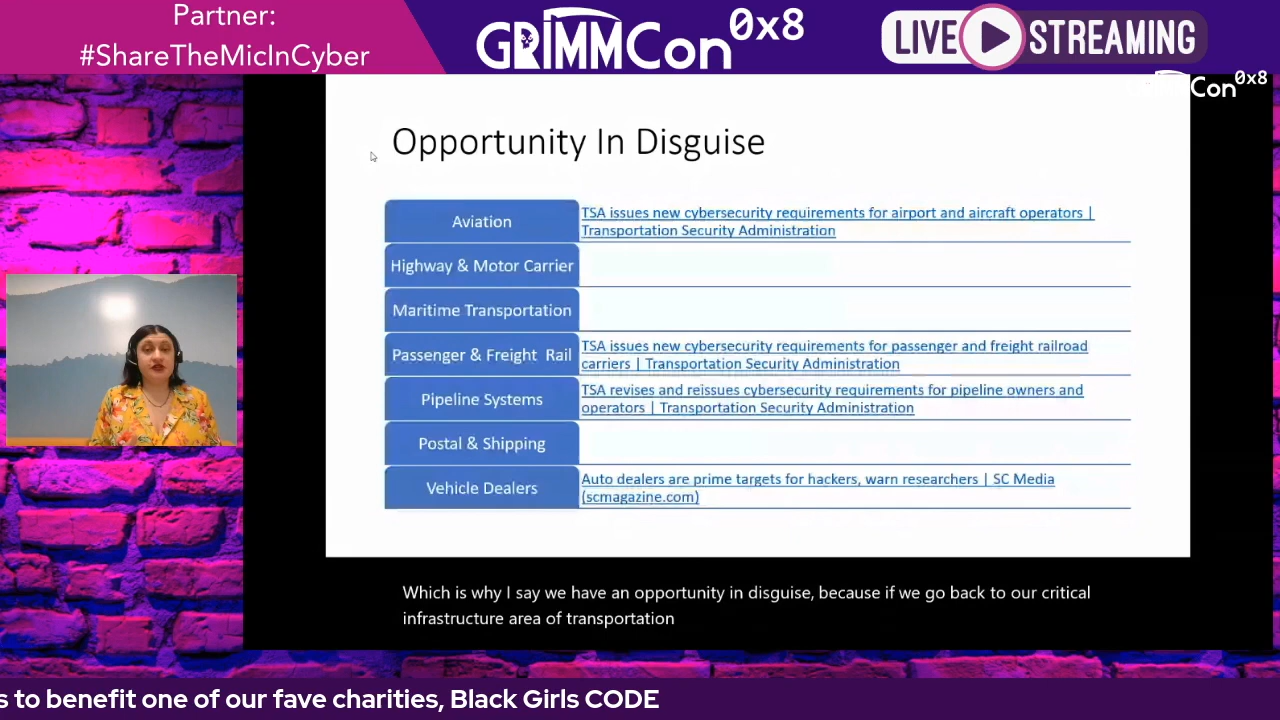 Partner:
#ShareTheMicInCyber
GRIMMCon 0x8
LIVE STREAMING
Con 0x8
Opportunity In Disguise
Aviation
TSA issues new cybersecurity requirements for airport and aircraft operators |
Transportation Security Administration
Highway & Motor Carrier
Maritime Transportation
Passenger & Freight Rail
TSA issues new cybersecurity requirements for passenger and freight railroad
carriers | Transportation Security Administration
Pipeline Systems
TSA revises and reissues cybersecurity requirements for pipeline owners and
operators | Transportation Security Administration
Postal & Shipping
Vehicle Dealers
Auto dealers are prime targets for hackers, warn researchers | SC Media
(scmagazine.com)
Which is why I say we have an opportunity in disguise, because if we go back to our critical
infrastructure area of transportation
s to benefit one of our fave charities, Black Girls CODE